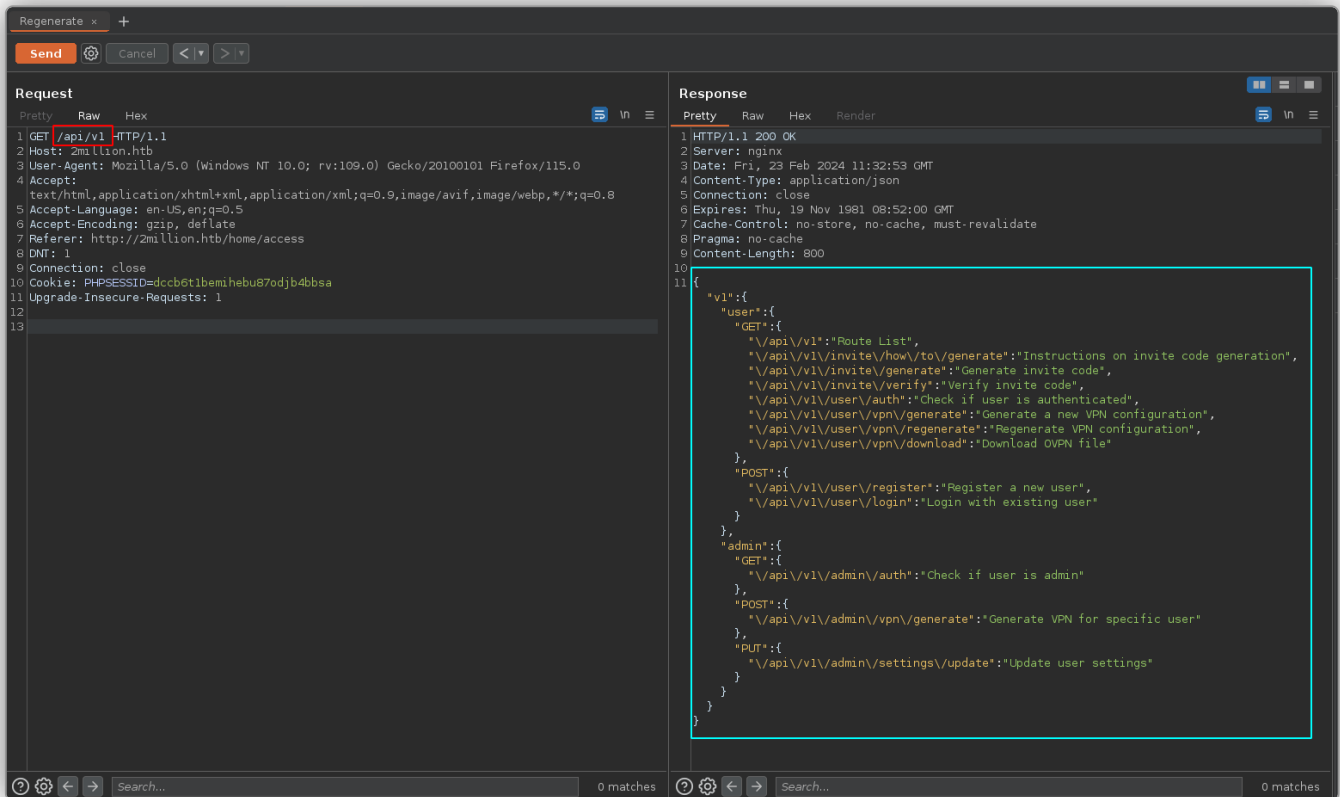 Regenerate × +
Send Cancel < ▾ > ▾
Request
Pretty Raw Hex \n
1 GET /api/v1 HTTP/1.1
2 Host: 2million.htb
3 User-Agent: Mozilla/5.0 (Windows NT 10.0; rv:109.0) Gecko/20100101 Firefox/115.0
4 Accept:
text/html,application/xhtml+xml,application/xml;q=0.9,image/avif,image/webp,*/*;q=0.8
5 Accept-Language: en-US,en;q=0.5
6 Accept-Encoding: gzip, deflate
7 Referer: http://2million.htb/home/access
8 DNT: 1
9 Connection: close
10 Cookie: PHPSESSID=dccb6t1bemihebu87odjb4bbsa
11 Upgrade-Insecure-Requests: 1
12
13
Search... 0 matches
Response
Pretty Raw Hex Render \n
1 HTTP/1.1 200 OK
2 Server: nginx
3 Date: Fri, 23 Feb 2024 11:32:53 GMT
4 Content-Type: application/json
5 Connection: close
6 Expires: Thu, 19 Nov 1981 08:52:00 GMT
7 Cache-Control: no-store, no-cache, must-revalidate
8 Pragma: no-cache
9 Content-Length: 800
10
11 {
"v1":{
"user":{
"GET":{
"\/api\/v1":"Route List",
"\/api\/v1\/invite\/how\/to\/generate":"Instructions on invite code generation",
"\/api\/v1\/invite\/generate":"Generate invite code",
"\/api\/v1\/invite\/verify":"Verify invite code",
"\/api\/v1\/user\/auth":"Check if user is authenticated",
"\/api\/v1\/user\/vpn\/generate":"Generate a new VPN configuration",
"\/api\/v1\/user\/vpn\/regenerate":"Regenerate VPN configuration",
"\/api\/v1\/user\/vpn\/download":"Download OVPN file"
},
"POST":{
"\/api\/v1\/user\/register":"Register a new user",
"\/api\/v1\/user\/login":"Login with existing user"
}
},
"admin":{
"GET":{
"\/api\/v1\/admin\/auth":"Check if user is admin"
},
"POST":{
"\/api\/v1\/admin\/vpn\/generate":"Generate VPN for specific user"
},
"PUT":{
"\/api\/v1\/admin\/settings\/update":"Update user settings"
}
}
}
}
Search... 0 matches